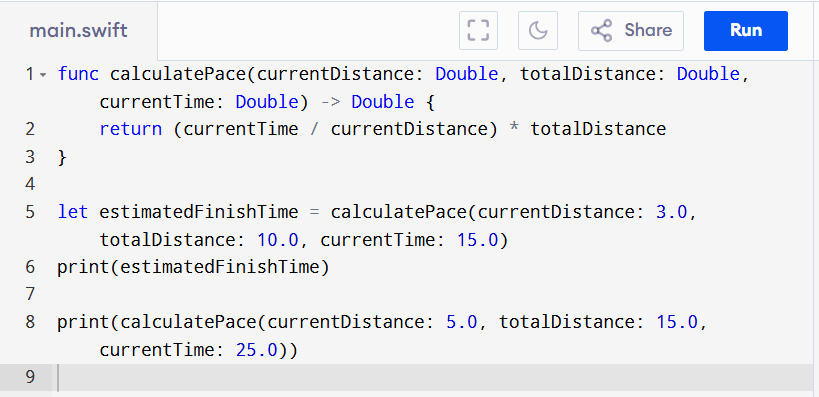 main.swift
Share
Run
1 func calculatePace(currentDistance: Double, totalDistance: Double,
currentTime: Double) -> Double {
2 return (currentTime / currentDistance) * totalDistance
3 }
4
5 let estimatedFinishTime = calculatePace(currentDistance: 3.0,
totalDistance: 10.0, currentTime: 15.0)
6 print(estimatedFinishTime)
7
8 print(calculatePace(currentDistance: 5.0, totalDistance: 15.0,
currentTime: 25.0))
9